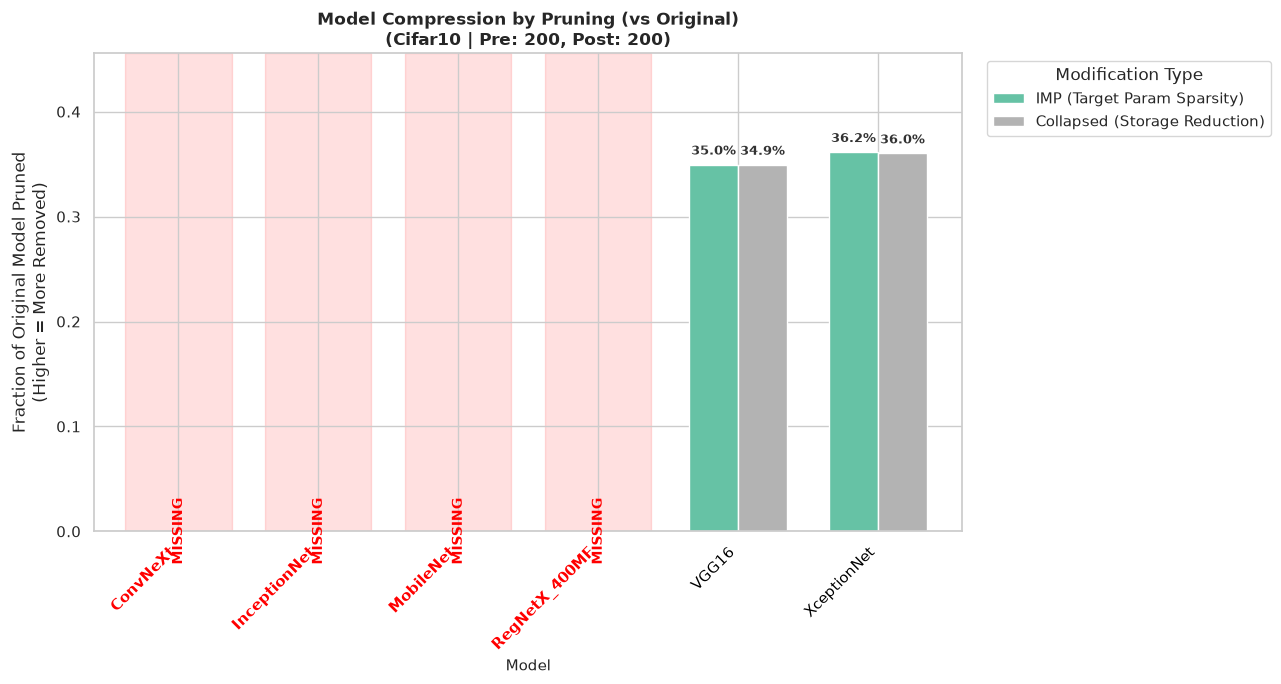 Model Compression by Pruning (vs Original)
(Cifar10 | Pre: 200, Post: 200)
Fraction of Original Model Pruned
(Higher = More Removed)
0.4
0.3
0.2
0.1
0.0
35.0%
34.9%
36.2%
36.0%
MISSING
MISSING
MISSING
MISSING
ConvNeXt
InceptionNet
MobileNet
RegNetX_400MF
VGG16
XceptionNet
Model
Modification Type
IMP (Target Param Sparsity)
Collapsed (Storage Reduction)